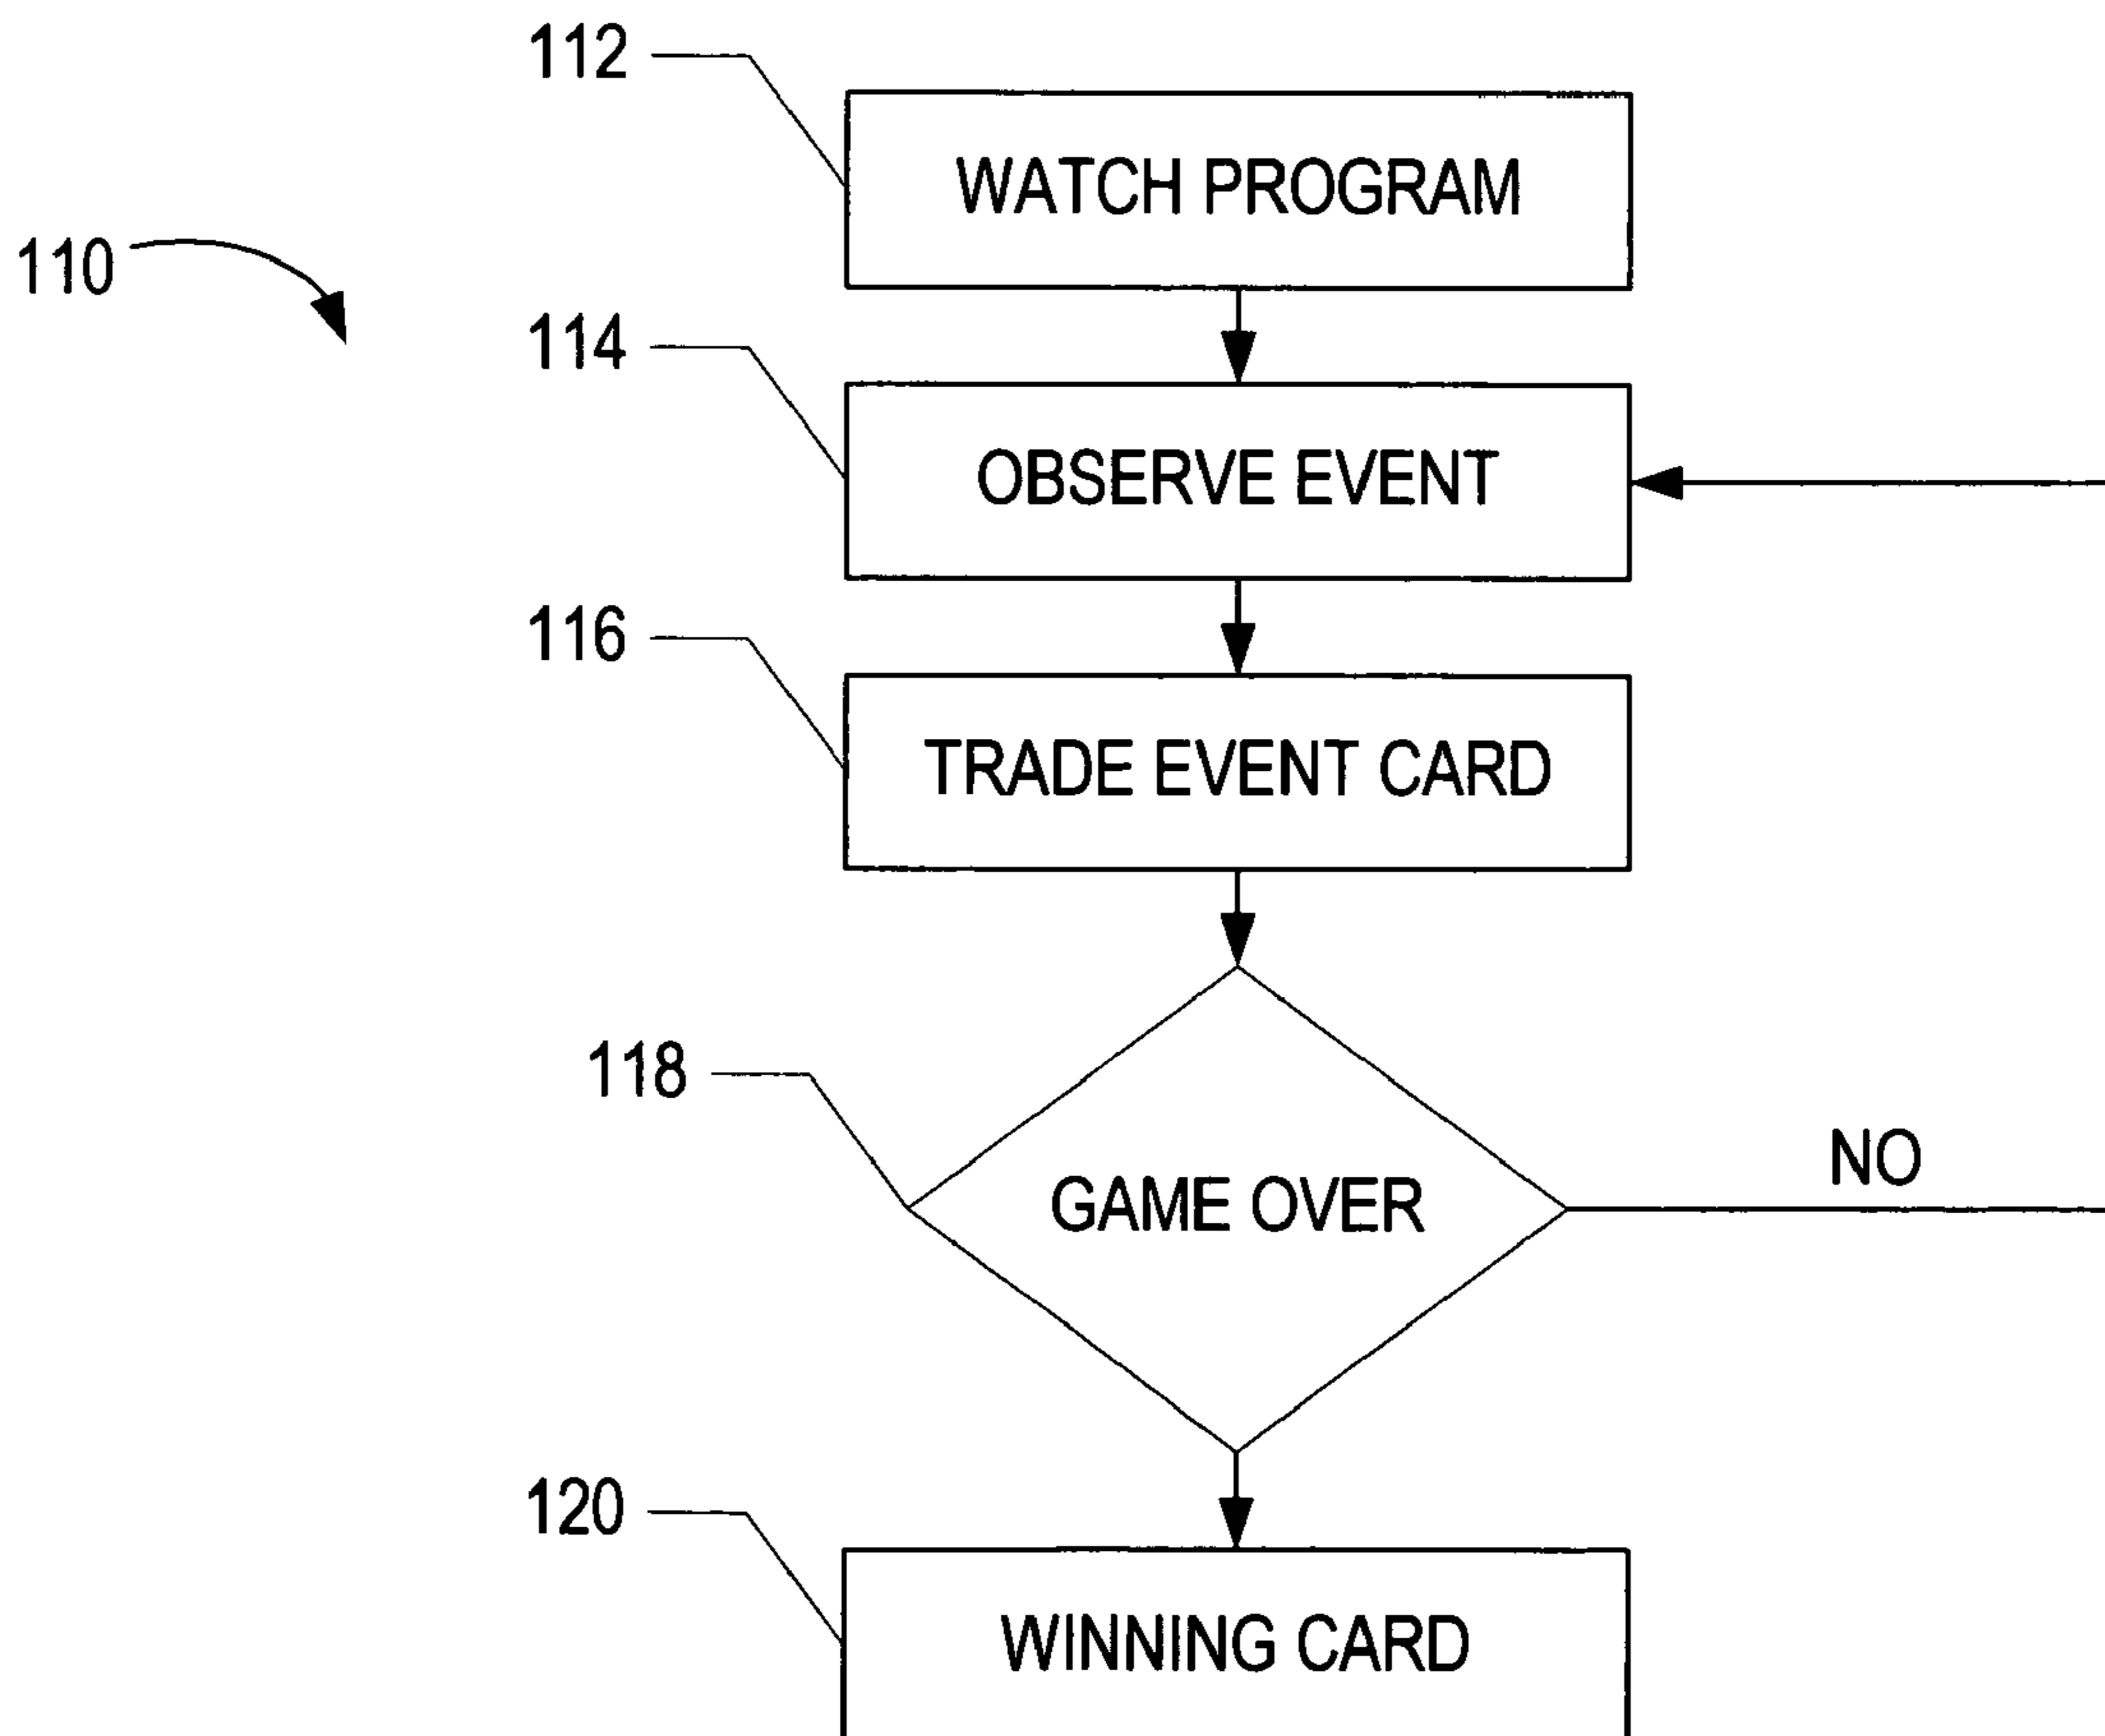 112
WATCH PROGRAM
110
114
OBSERVE EVENT
116
TRADE EVENT CARD
118
GAME OVER
NO
120
WINNING CARD